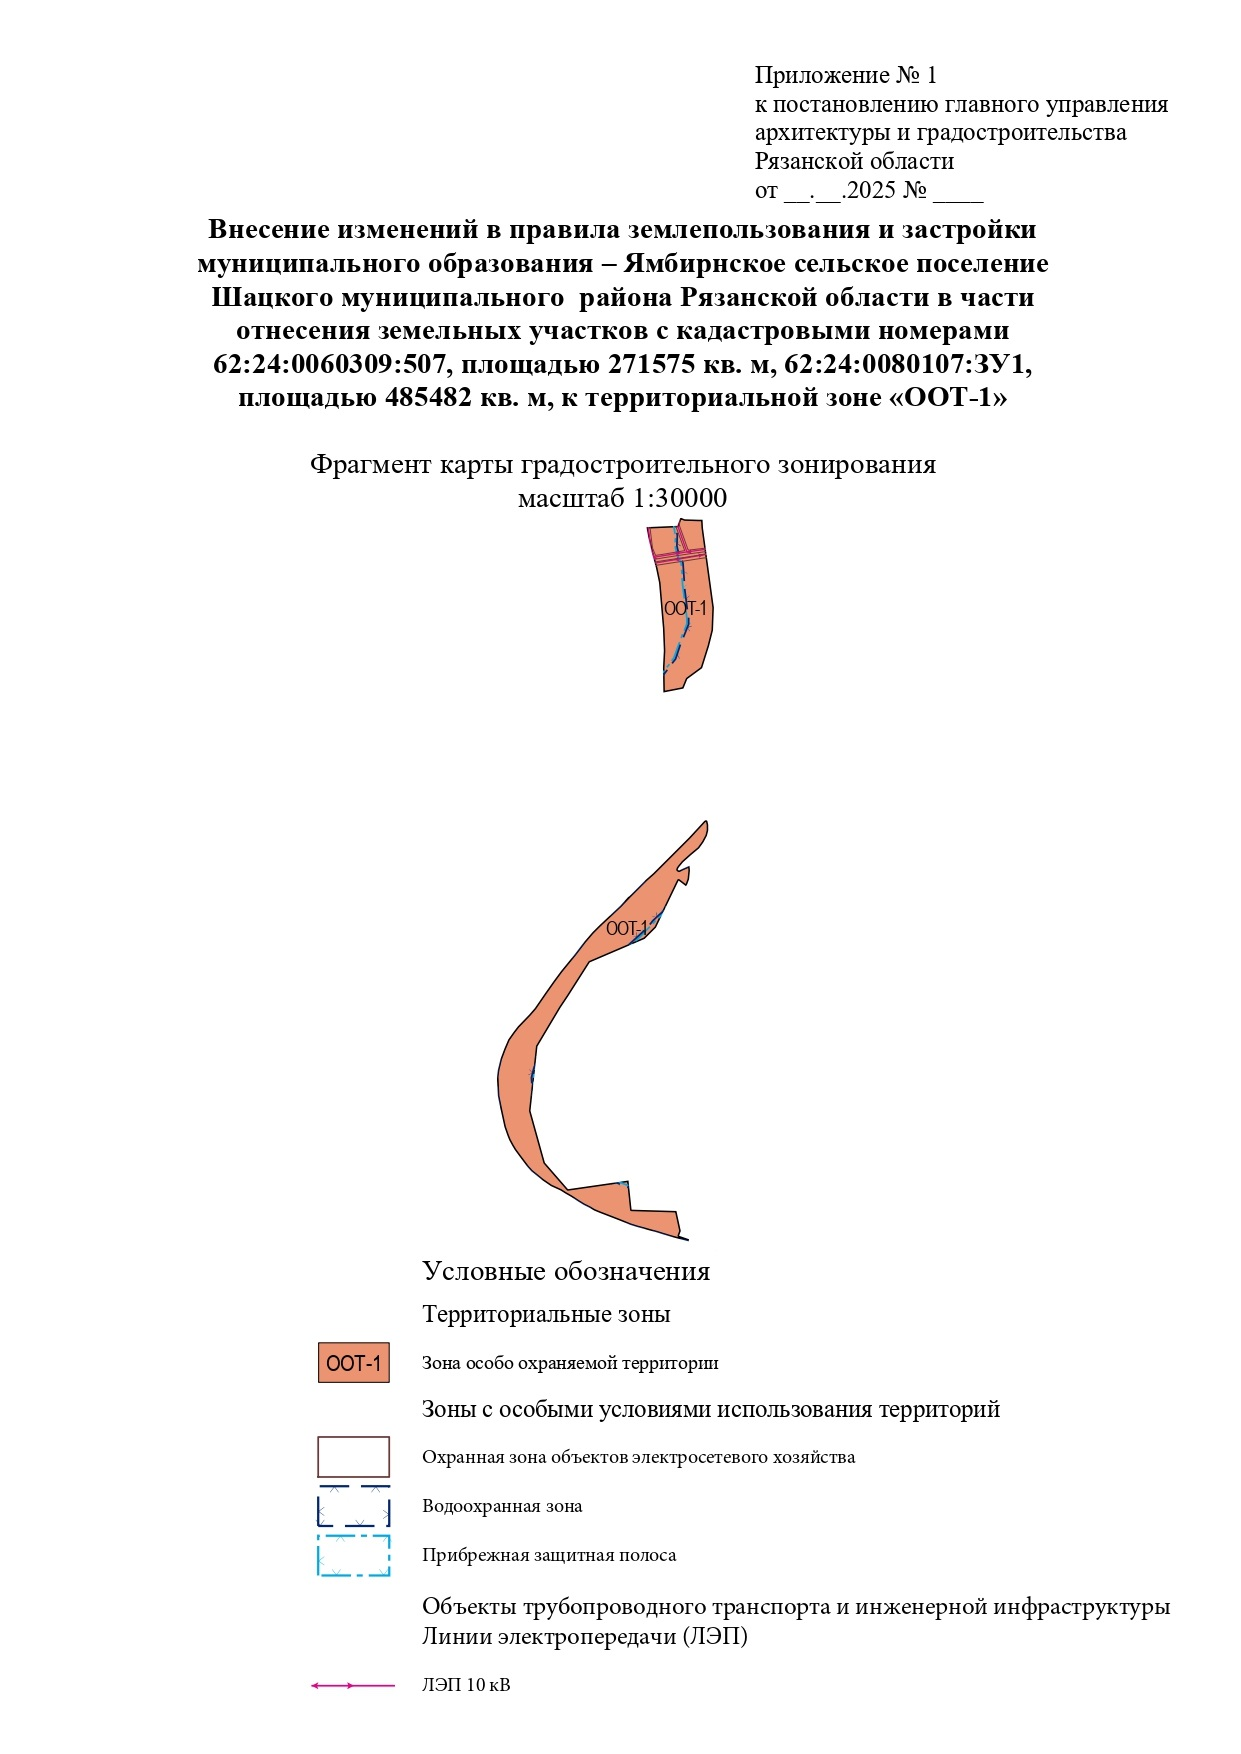 Приложение № 1
к постановлению главного управления
архитектуры и градостроительства
Рязанской области
от __.__.2025 № ____
Внесение изменений в правила землепользования и застройки
муниципального образования – Ямбирнское сельское поселение
Шацкого муниципального  района Рязанской области в части
отнесения земельных участков с кадастровыми номерами
62:24:0060309:507, площадью 271575 кв. м, 62:24:0080107:ЗУ1,
площадью 485482 кв. м, к территориальной зоне «ООТ-1»
Фрагмент карты градостроительного зонирования
масштаб 1:30000
ООТ-1
ООТ-1
Условные обозначения
Территориальные зоны
ООТ-1 Зона особо охраняемой территории
Зоны с особыми условиями использования территорий
Охранная зона объектов электросетевого хозяйства
Водоохранная зона
Прибрежная защитная полоса
Объекты трубопроводного транспорта и инженерной инфраструктуры
Линии электропередачи (ЛЭП)
ЛЭП 10 кВ